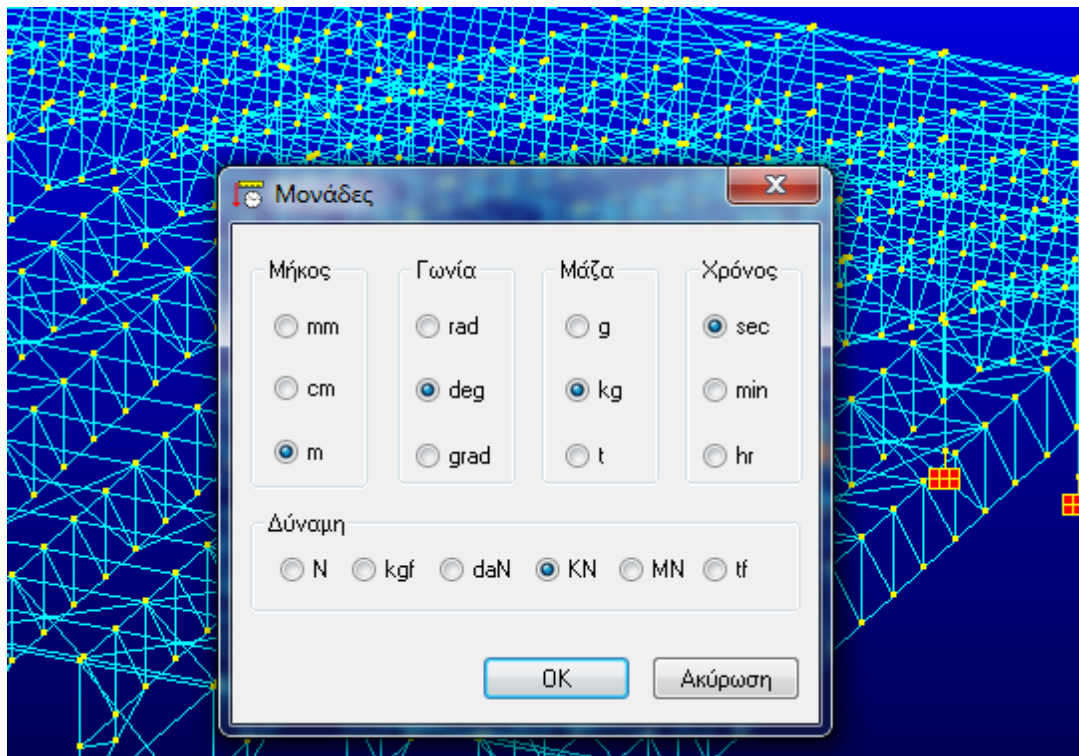 Μονάδες
Μήκος Γωνία Μάζα Χρόνος
mm rad g sec
cm deg kg min
m grad t hr
Δύναμη
N kgf daN KN MN tf
OK Ακύρωση